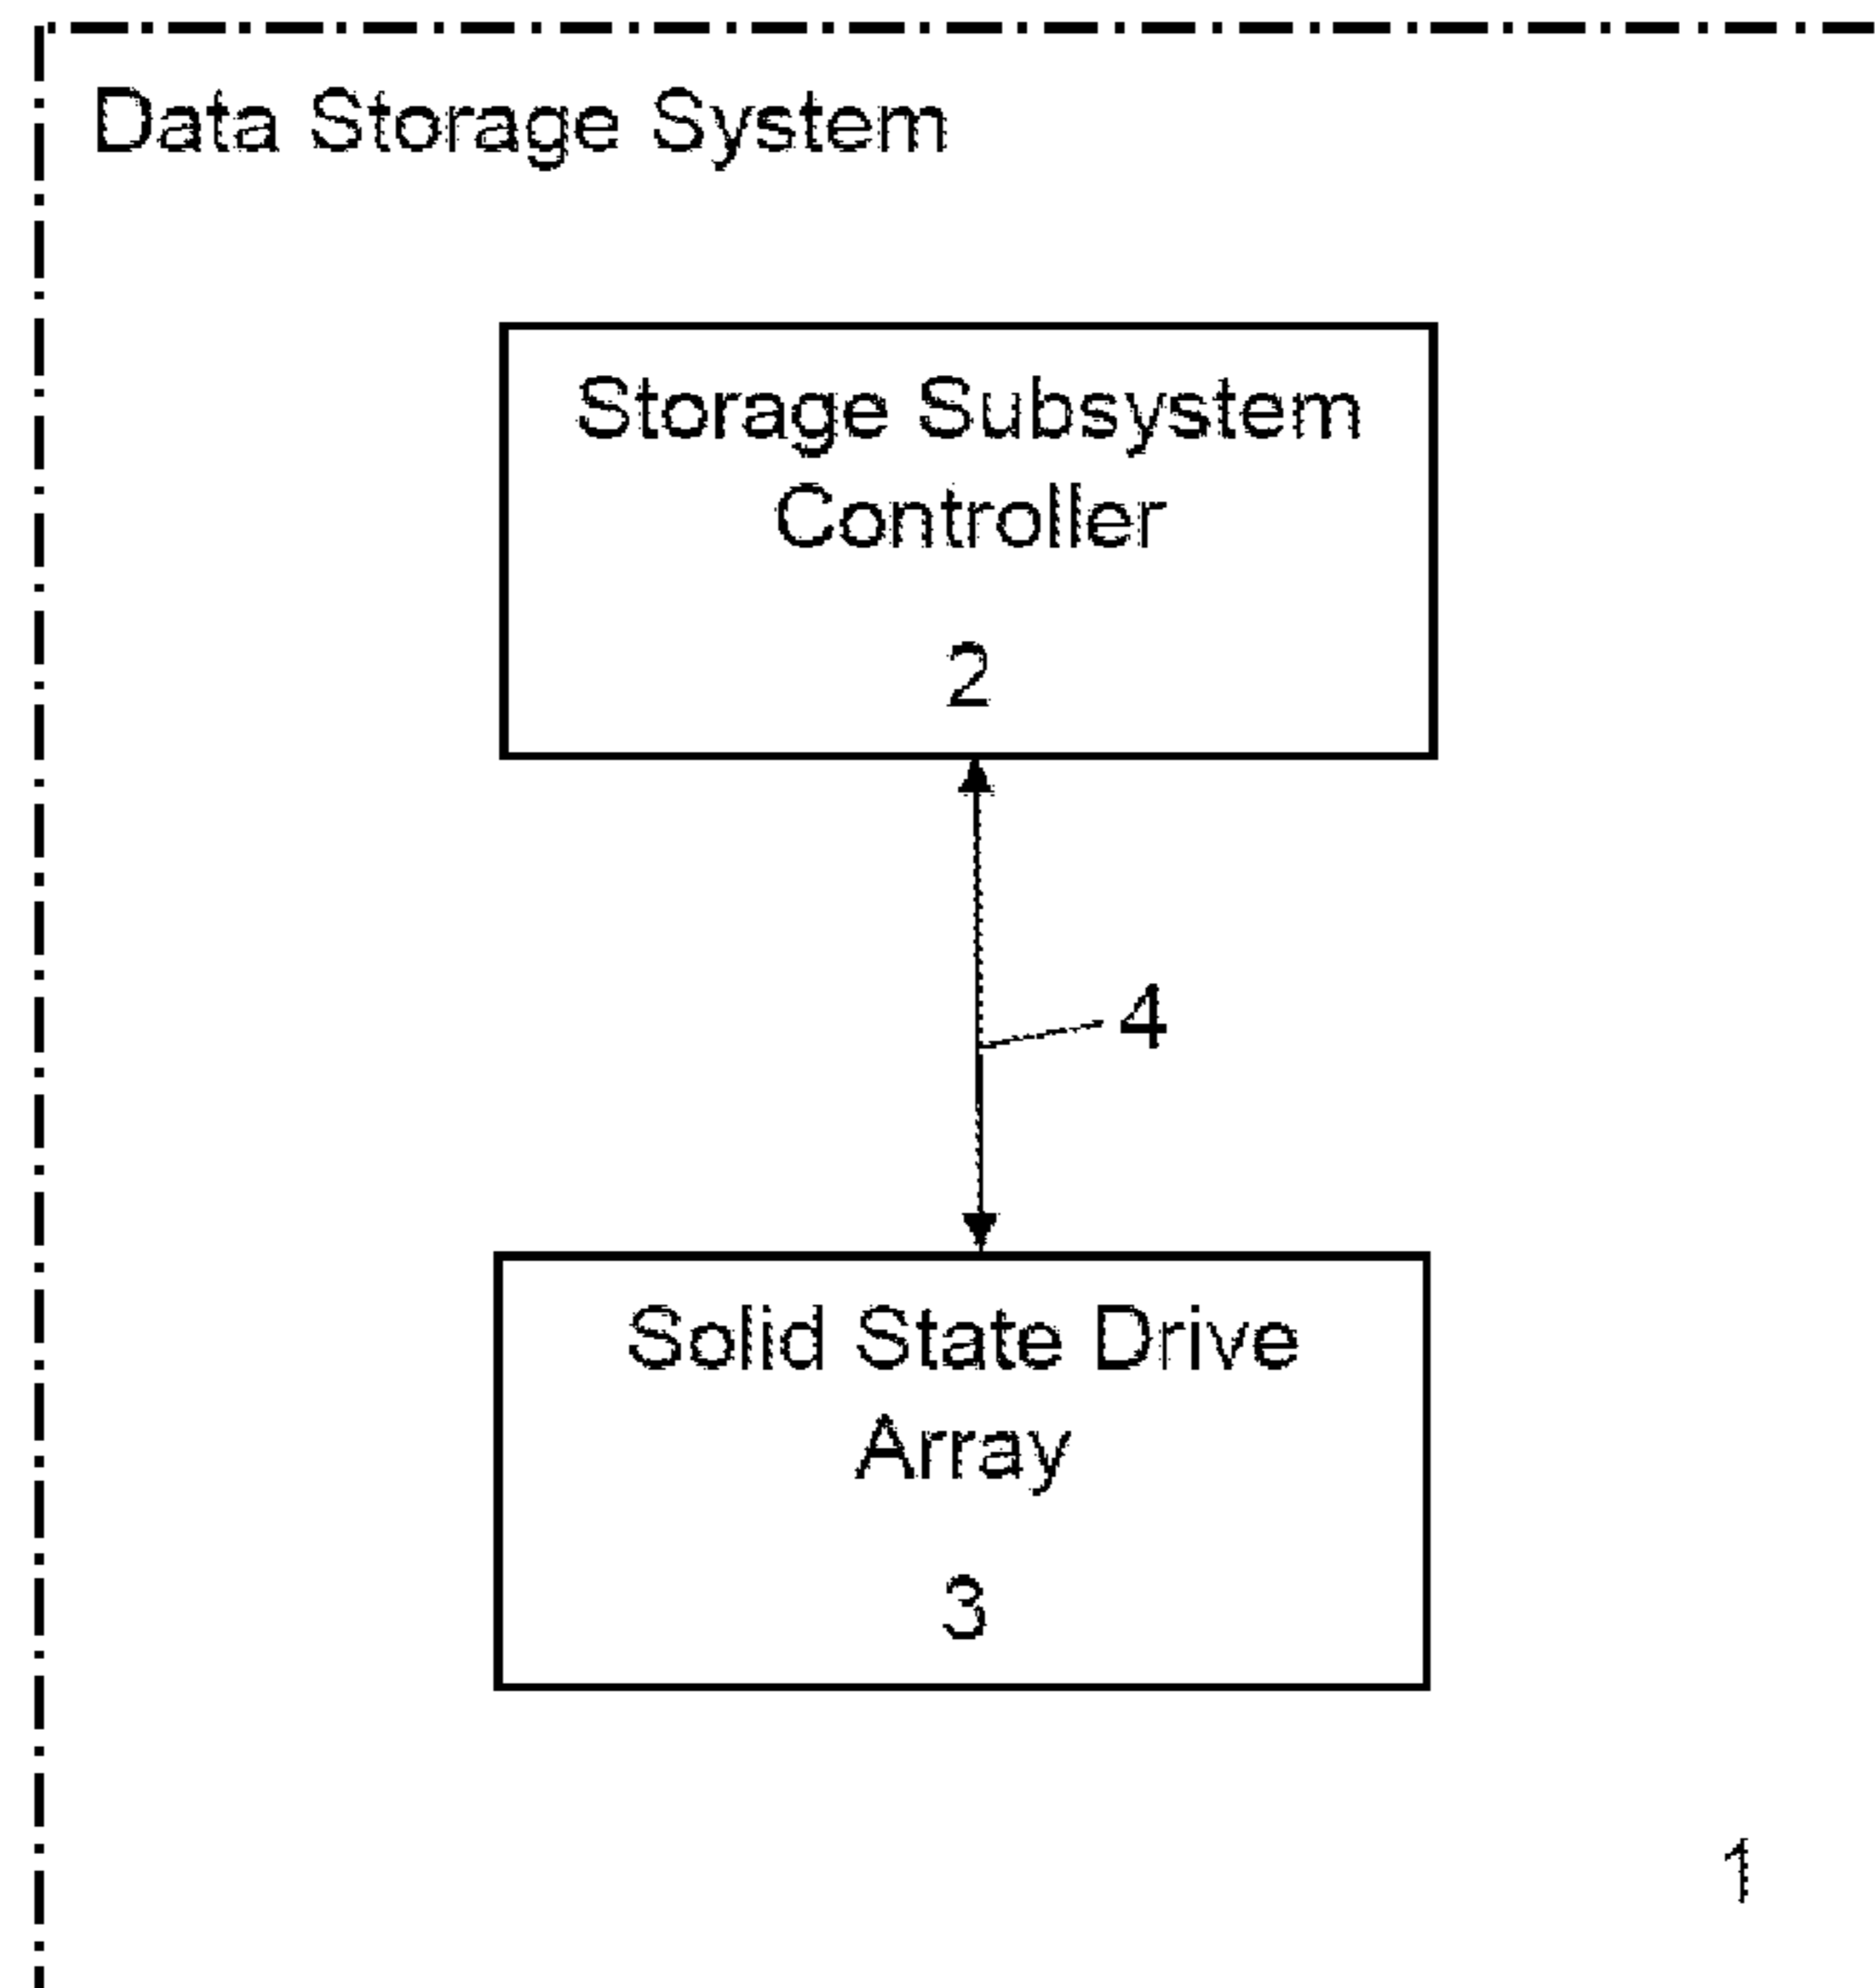 Data Storage System
Storage Subsystem
Controller
2
4
Solid State Drive
Array
3
1